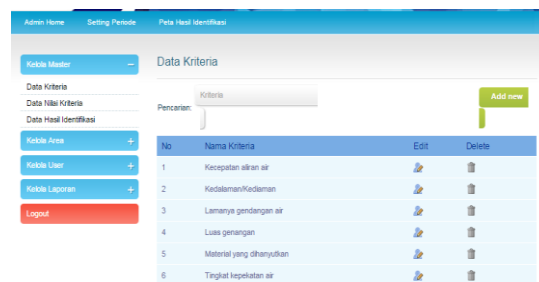 Admin Home Setting Periode Peta Hasil Identifikasi
Kelola Master −
Data Kriteria
Data Nilai Kriteria
Data Hasil Identifikasi
Kelola Area +
Kelola User +
Kelola Laporan +
Logout
Data Kriteria
Pencarian: Kriteria
Add new
No Nama Kriteria Edit Delete
1 Kecepatan aliran air
2 Kedalaman/Kediaman
3 Lamanya gendangan air
4 Luas genangan
5 Material yang dihanyutkan
6 Tingkat kepekatan air